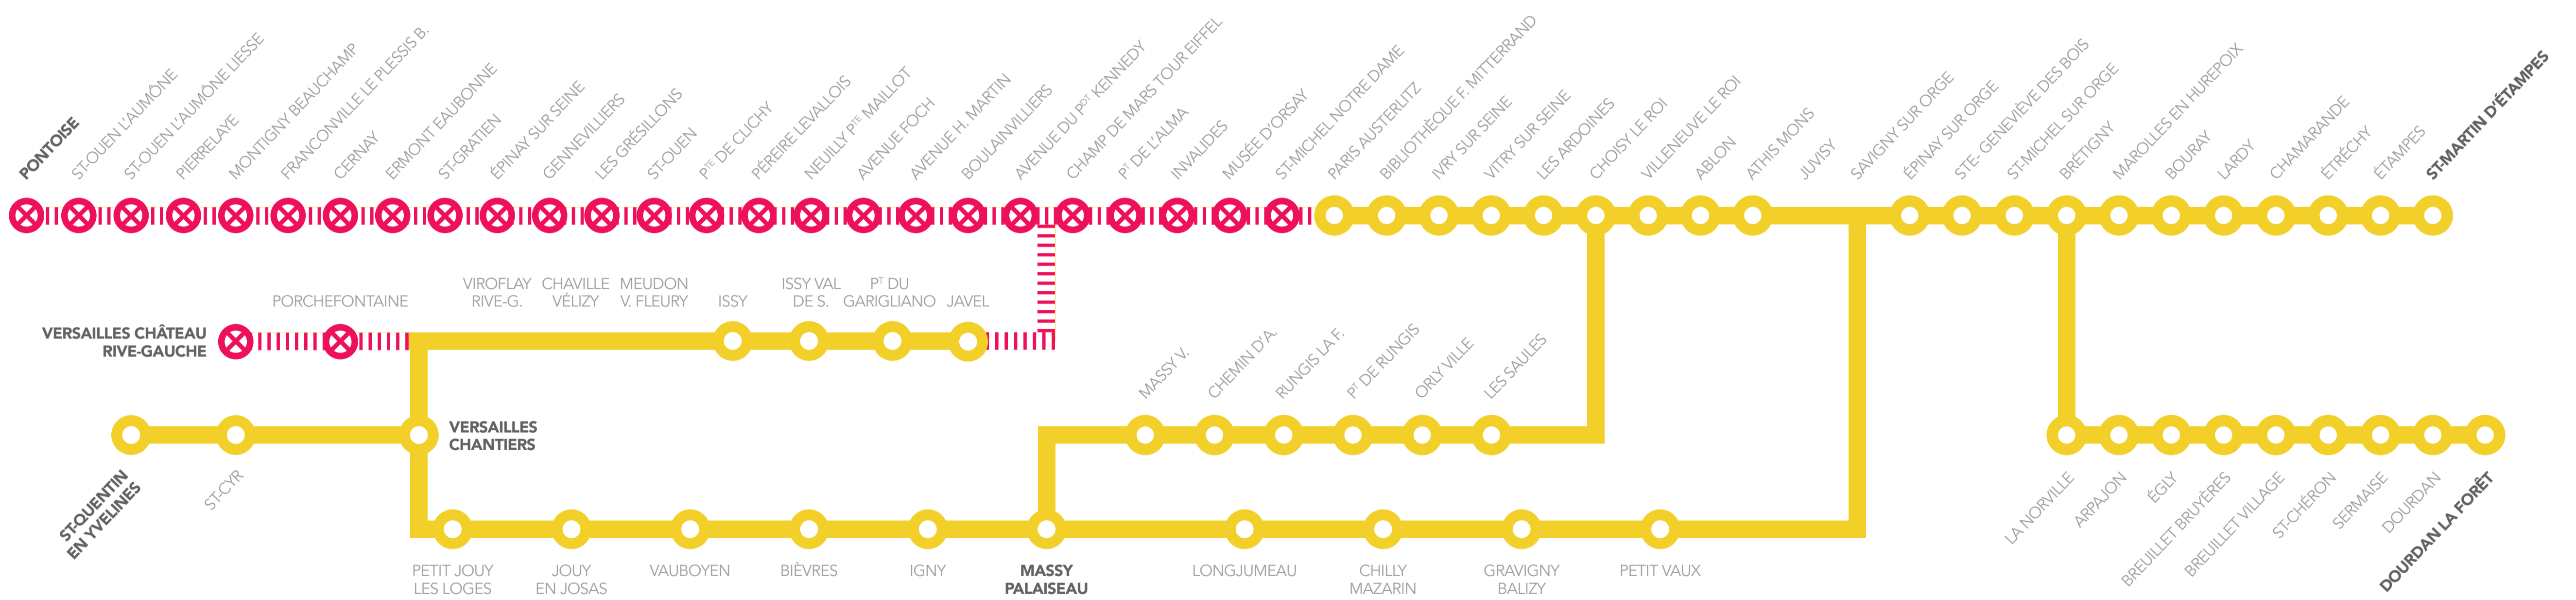 PONTOISE
ST-OUEN L'AUMÔNE
ST-OUEN L'AUMÔNE LIESSE
PIERRELAYE
MONTIGNY BEAUCHAMP
FRANCONVILLE LE PLESSIS B.
CERNAY
ERMONT EAUBONNE
ST-GRATIEN
ÉPINAY SUR SEINE
GENNEVILLIERS
LES GRÉSILLONS
ST-OUEN
PTE DE CLICHY
PÉREIRE LEVALLOIS
NEUILLY PTE MAILLOT
AVENUE FOCH
AVENUE H. MARTIN
BOULAINVILLIERS
AVENUE DU PDT KENNEDY
CHAMP DE MARS TOUR EIFFEL
PT DE L'ALMA
INVALIDES
MUSÉE D'ORSAY
ST-MICHEL NOTRE DAME
PARIS AUSTERLITZ
BIBLIOTHÈQUE F. MITTERRAND
IVRY SUR SEINE
VITRY SUR SEINE
LES ARDOINES
CHOISY LE ROI
VILLENEUVE LE ROI
ABLON
ATHIS MONS
JUVISY
SAVIGNY SUR ORGE
ÉPINAY SUR ORGE
STE- GENEVIÈVE DES BOIS
ST-MICHEL SUR ORGE
BRÉTIGNY
MAROLLES EN HUREPOIX
BOURAY
LARDY
CHAMARANDE
ÉTRÉCHY
ÉTAMPES
ST-MARTIN D'ÉTAMPES
VERSAILLES CHÂTEAU
RIVE-GAUCHE
PORCHEFONTAINE
VIROFLAY
RIVE-G.
CHAVILLE
VÉLIZY
MEUDON
V. FLEURY
ISSY
ISSY VAL
DE S.
PT DU
GARIGLIANO
JAVEL
MASSY V.
CHEMIN D'A.
RUNGIS LA F.
PT DE RUNGIS
ORLY VILLE
LES SAULES
VERSAILLES
CHANTIERS
ST-QUENTIN
EN YVELINES
ST-CYR
PETIT JOUY
LES LOGES
JOUY
EN JOSAS
VAUBOYEN
BIÈVRES
IGNY
MASSY
PALAISEAU
LONGJUMEAU
CHILLY
MAZARIN
GRAVIGNY
BALIZY
PETIT VAUX
LA NORVILLE
ARPAJON
ÉGLY
BREUILLET BRUYÈRES
BREUILLET VILLAGE
ST-CHÉRON
SERMAISE
DOURDAN
DOURDAN LA FORÊT